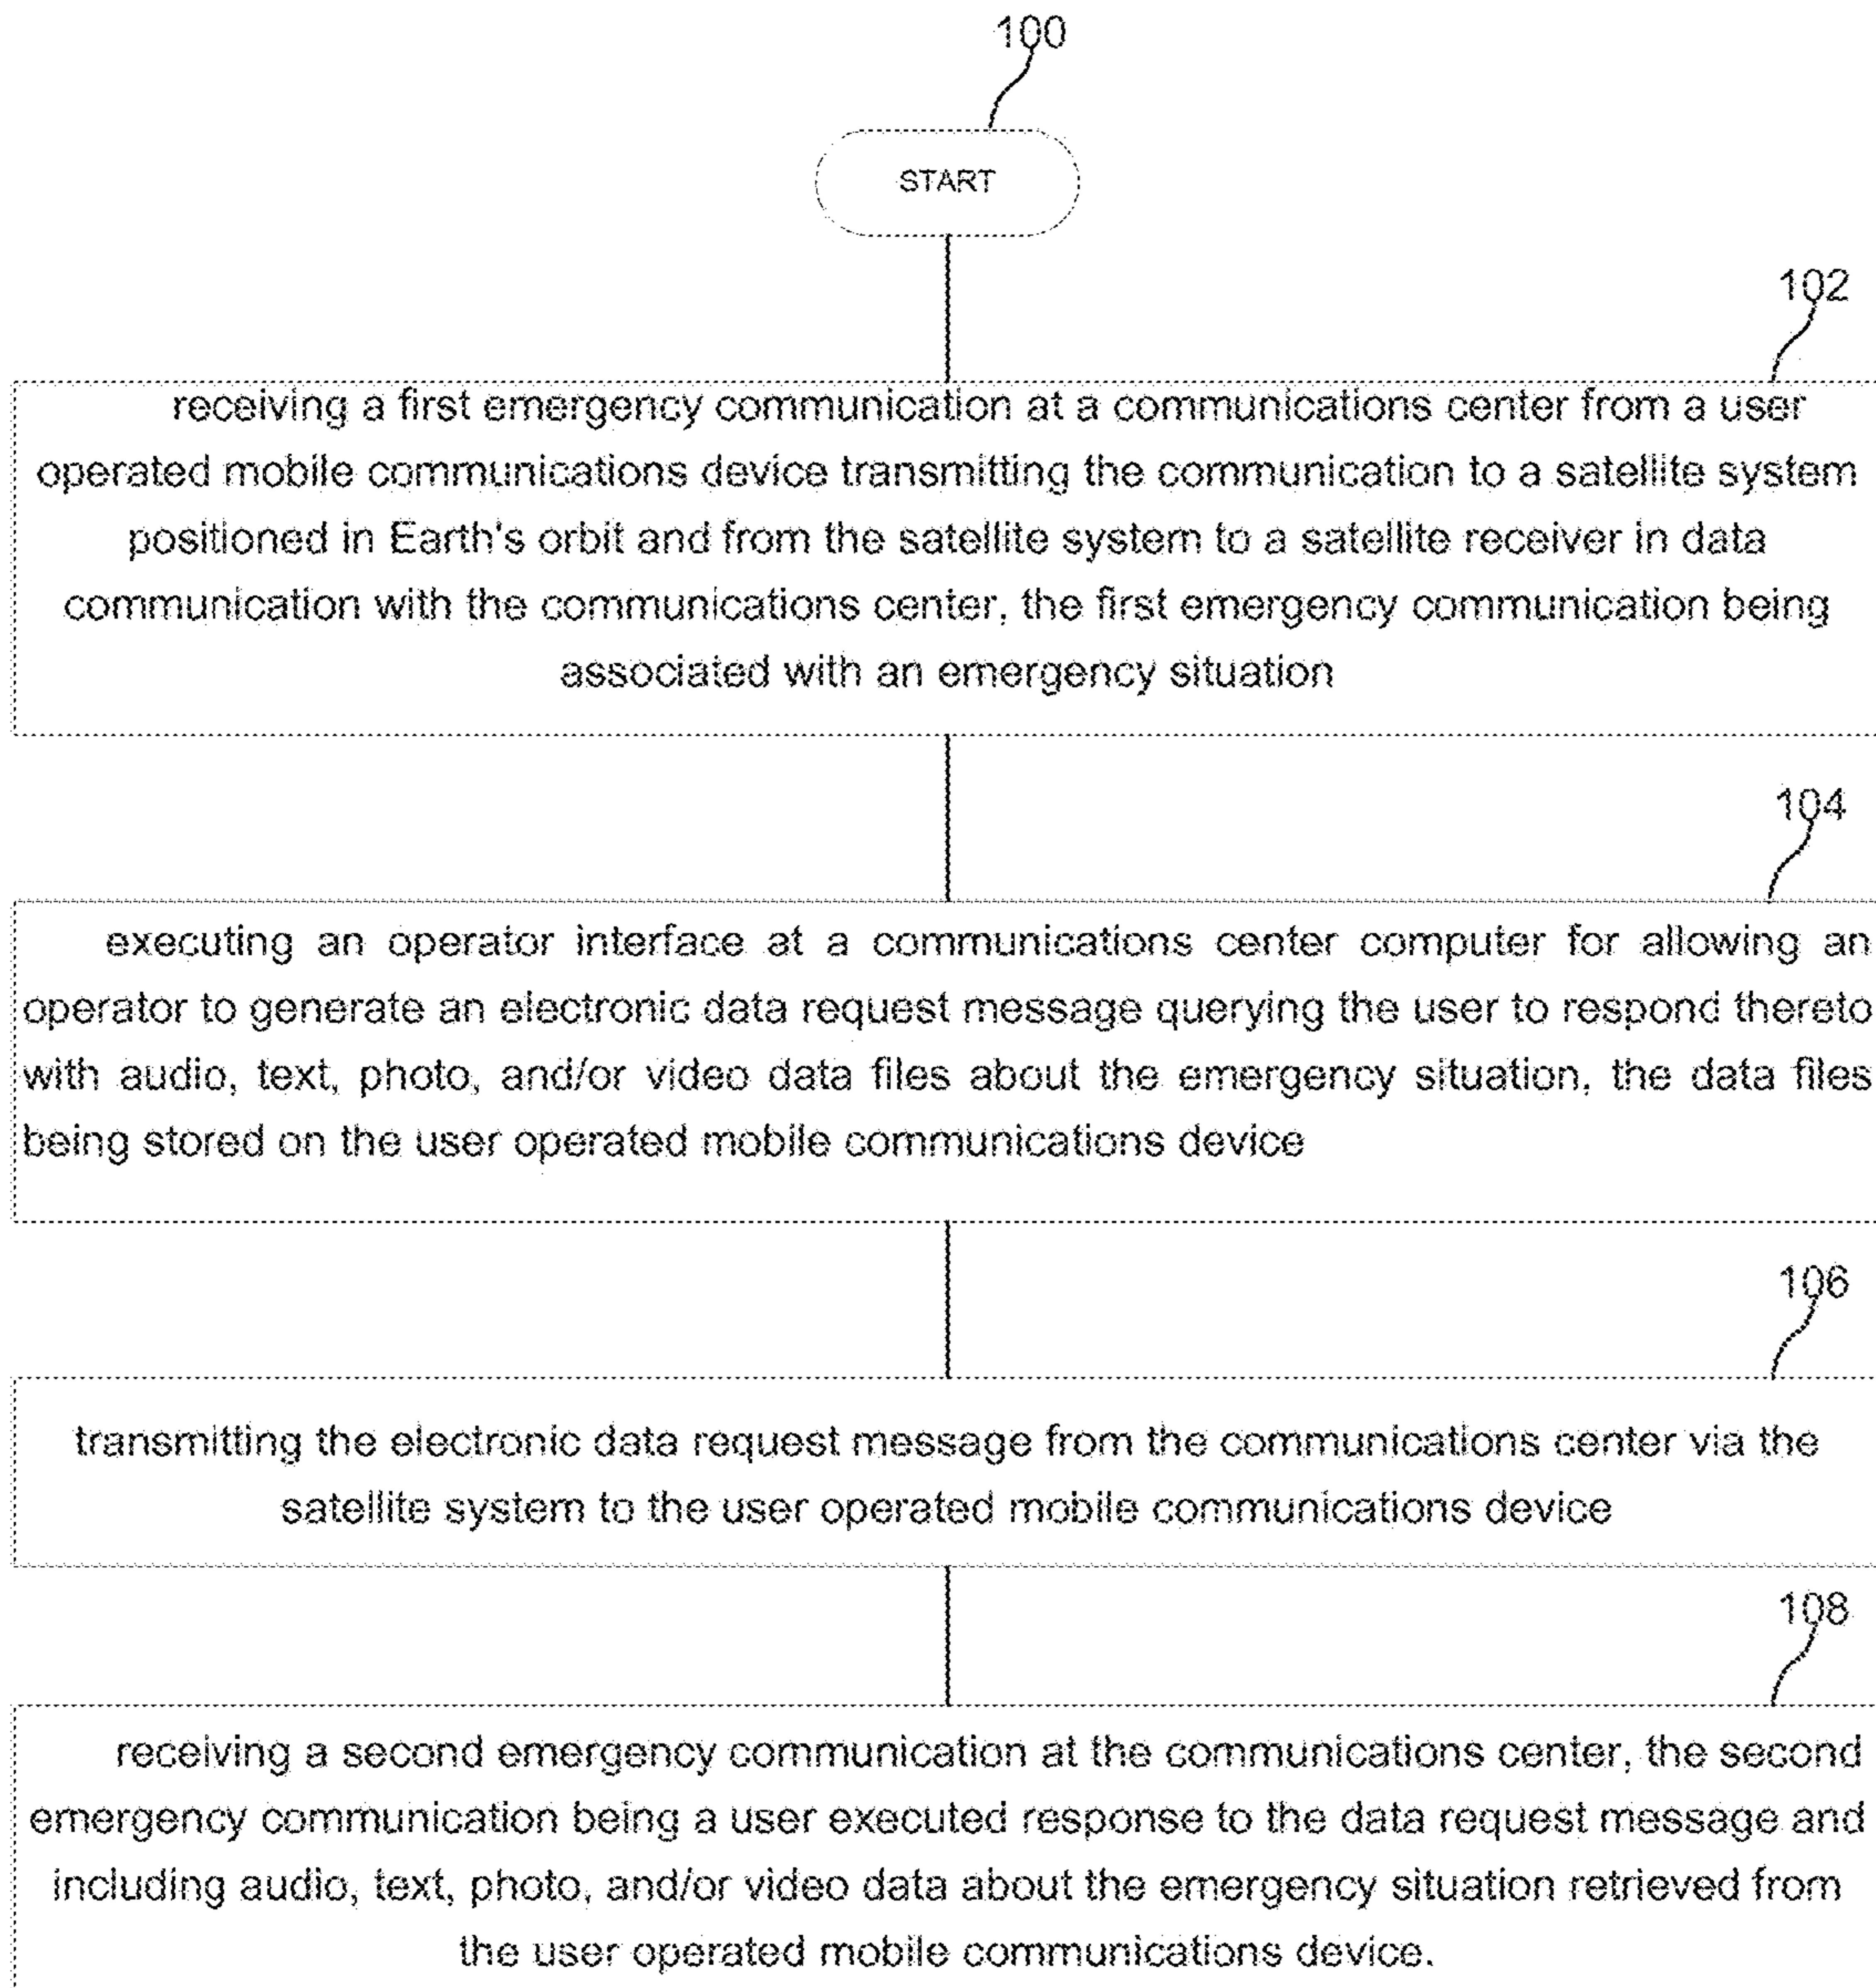 100
START
102
receiving a first emergency communication at a communications center from a user
operated mobile communications device transmitting the communication to a satellite system
positioned in Earth's orbit and from the satellite system to a satellite receiver in data
communication with the communications center, the first emergency communication being
associated with an emergency situation
104
executing an operator interface at a communications center computer for allowing an
operator to generate an electronic data request message querying the user to respond thereto
with audio, text, photo, and/or video data files about the emergency situation, the data files
being stored on the user operated mobile communications device
106
transmitting the electronic data request message from the communications center via the
satellite system to the user operated mobile communications device
108
receiving a second emergency communication at the communications center, the second
emergency communication being a user executed response to the data request message and
including audio, text, photo, and/or video data about the emergency situation retrieved from
the user operated mobile communications device.